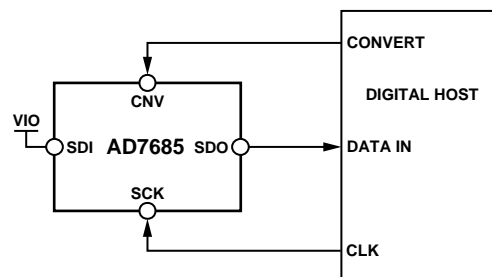 CONVERT
CNV
DIGITAL HOST
VIO
SDI AD7685 SDO
DATA IN
SCK
CLK